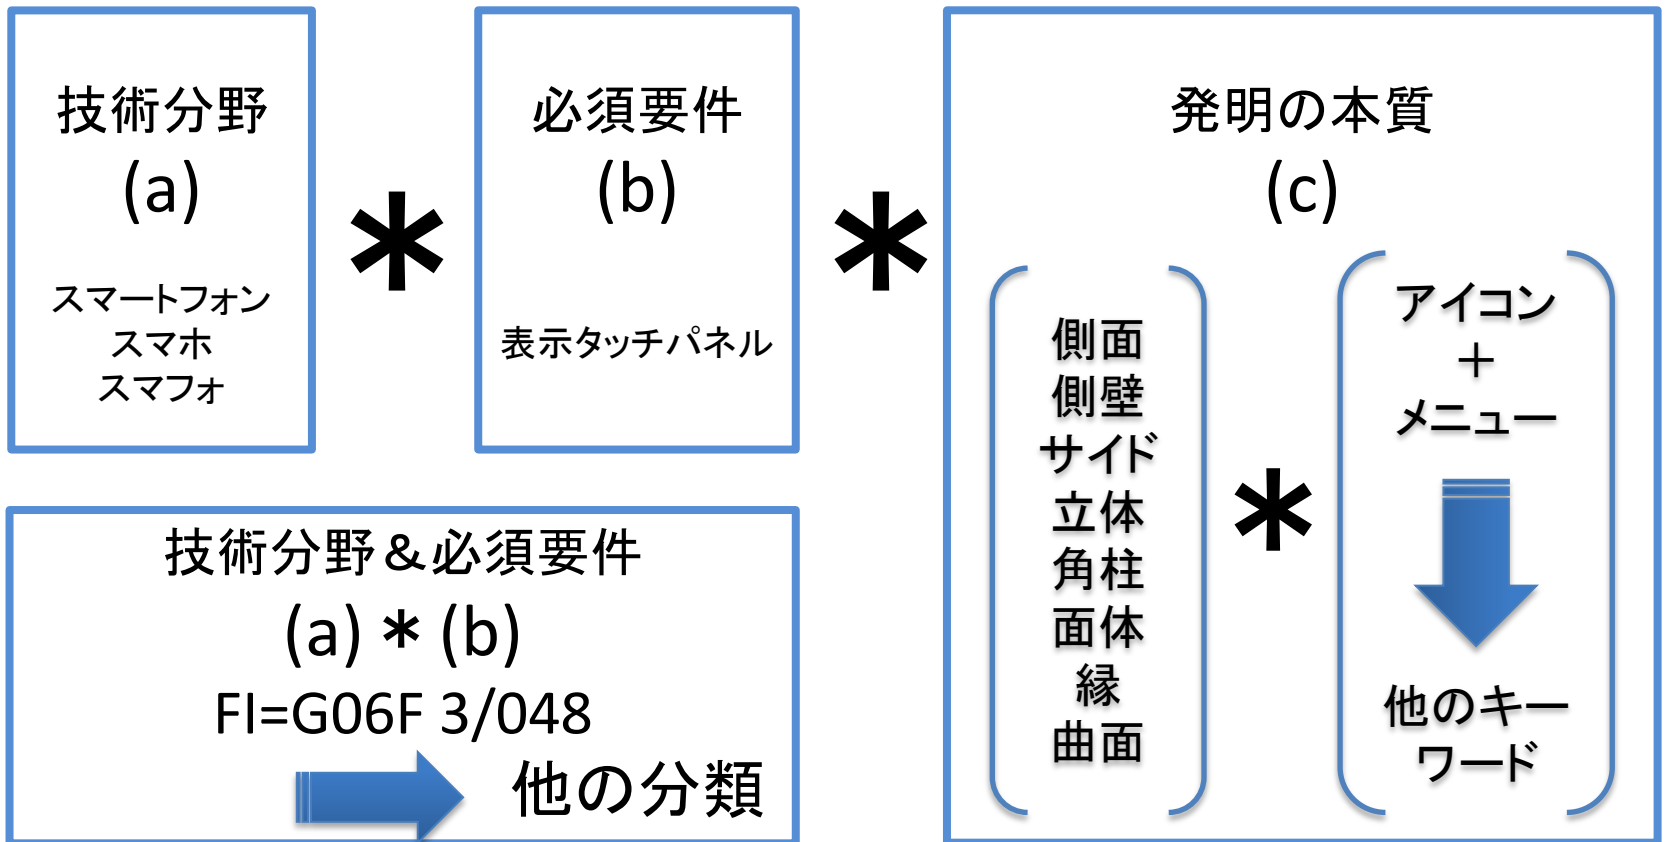 技術分野
(a)
スマートフォン
スマホ
スマフォ
*
必須要件
(b)
表示タッチパネル
*
発明の本質
(c)
側面
側壁
サイド
立体
角柱
面体
縁
曲面
*
アイコン
+
メニュー
他のキー
ワード
技術分野&必須要件
(a) * (b)
FI=G06F 3/048
他の分類